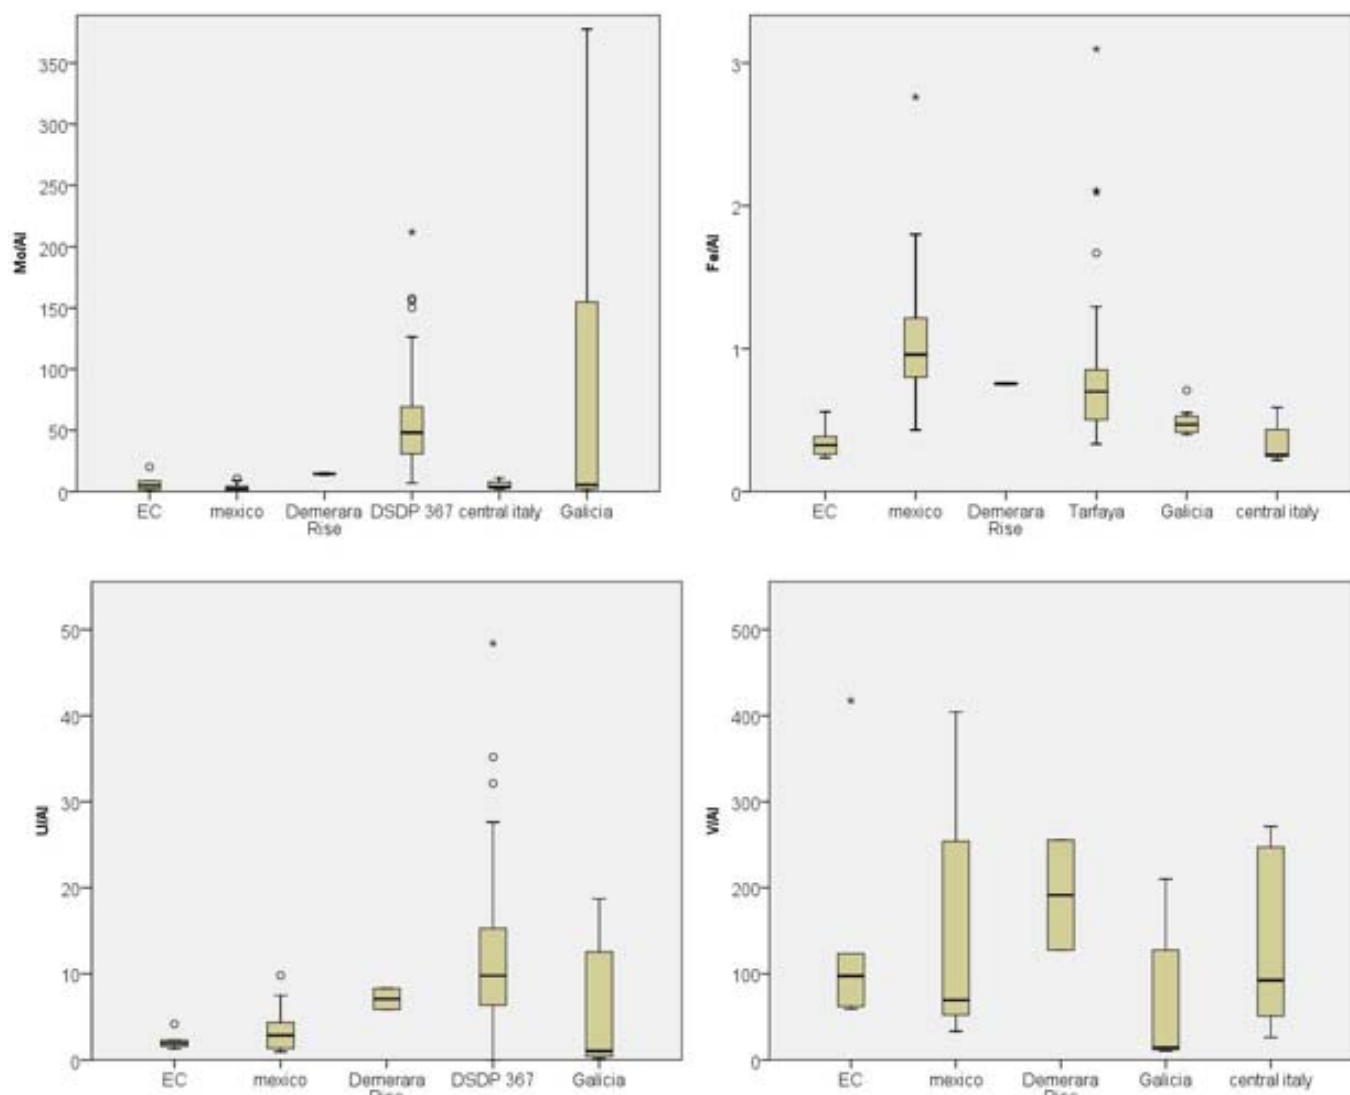 350
300
250
200
150
100
50
0
Mo/Al
EC mexico Demerara DSDP 367 central italy Galicia
Rise
3
2
1
0
Fe/Al
EC mexico Demerara Tarfaya Galicia central italy
Rise
50
40
30
20
10
0
U/Al
EC mexico Demerara DSDP 367 Galicia
Rise
500
400
300
200
100
0
V/Al
EC mexico Demerara Galicia central italy
Rise